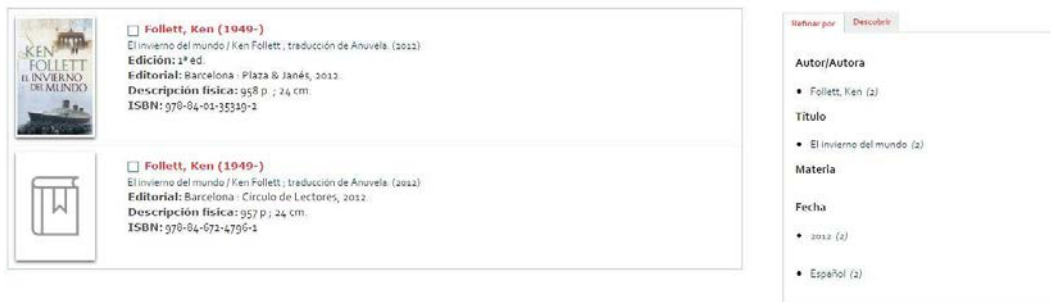 KEN
FOLLETT
EL INVIERNO
DEL MUNDO
Follett, Ken (1949-)
El invierno del mundo / Ken Follett ; traducción de Anuvela. (2012)
Edición: 1ª ed.
Editorial: Barcelona : Plaza & Janés, 2012.
Descripción física: 958 p. ; 24 cm.
ISBN: 978-84-01-35319-2
Follett, Ken (1949-)
El invierno del mundo / Ken Follett ; traducción de Anuvela. (2012)
Editorial: Barcelona : Círculo de Lectores, 2012.
Descripción física: 957 p ; 24 cm.
ISBN: 978-84-672-4796-1
Refinar por Descubrir
Autor/Autora
• Follett, Ken (2)
Título
• El invierno del mundo (2)
Materia
Fecha
• 2012 (2)
• Español (2)